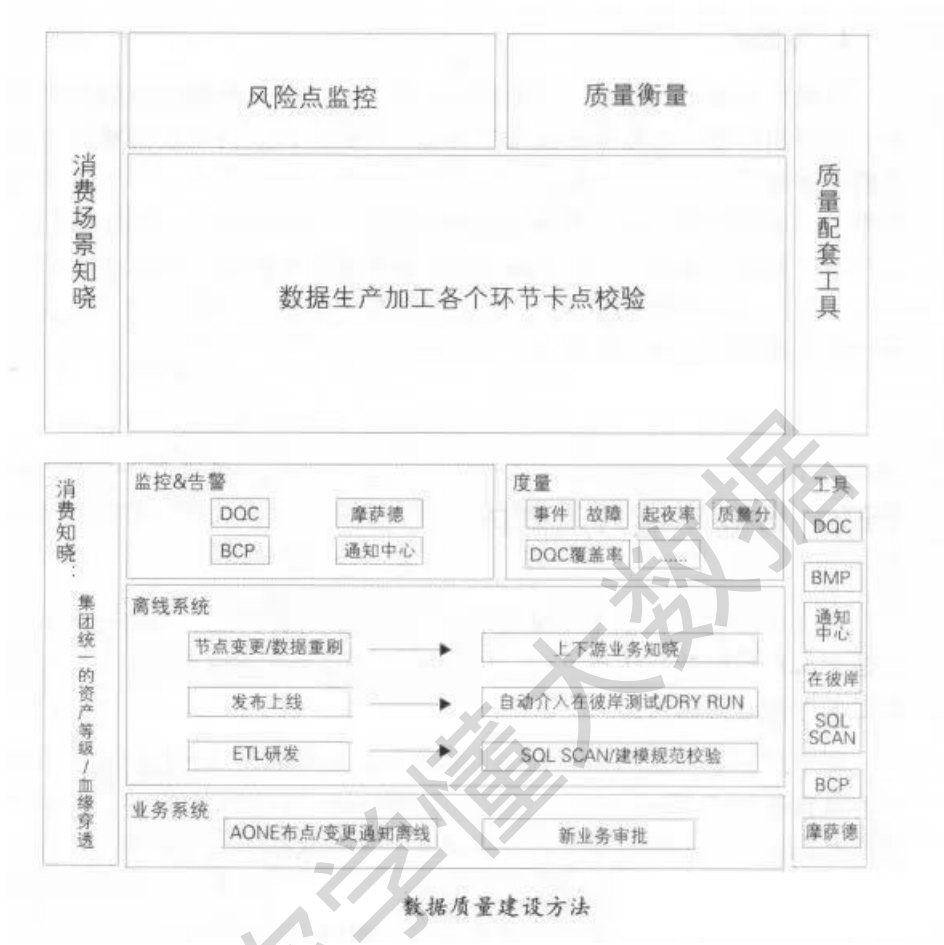 风险点监控
质量衡量
消费场景知晓
数据生产加工各个环节卡点校验
质量配套工具
消费知晓：
集团统一的资产等级/血缘穿透
监控&告警
DQC
摩萨德
BCP
通知中心
度量
事件
故障
起夜率
质量分
DQC覆盖率
……
离线系统
节点变更/数据重刷
上下游业务知晓
发布上线
自动介入在彼岸测试/DRY RUN
ETL研发
SQL SCAN/建模规范校验
业务系统
AONE布点/变更通知离线
新业务审批
工具
DQC
BMP
通知
中心
在彼岸
SQL
SCAN
BCP
摩萨德
数据质量建设方法
学懂大数据